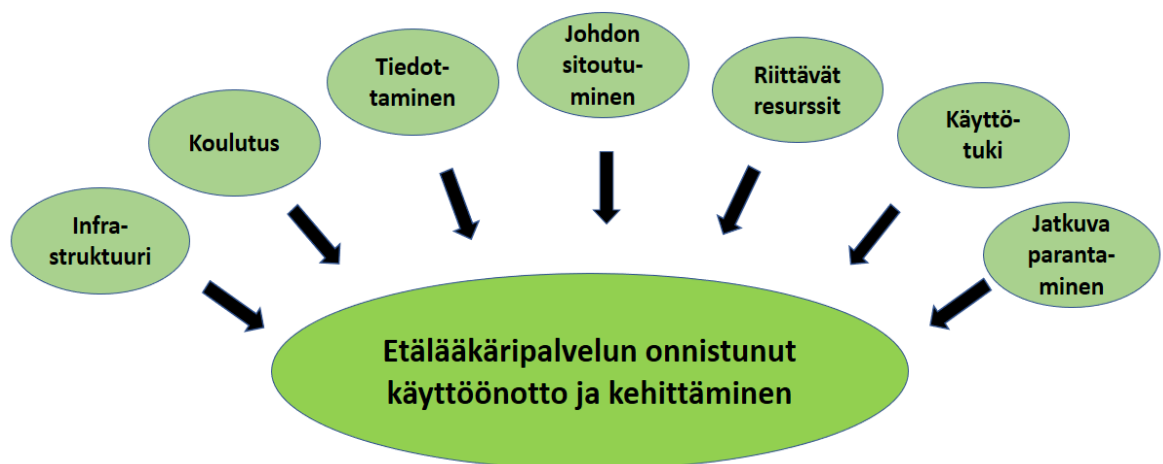 Infra-
struktuuri
Koulutus
Tiedot-
taminen
Johdon
sitoutu-
minen
Riittävät
resurssit
Käyttö-
tuki
Jatkuva
paranta-
minen
Etälääkäripalvelun onnistunut
käyttöönotto ja kehittäminen